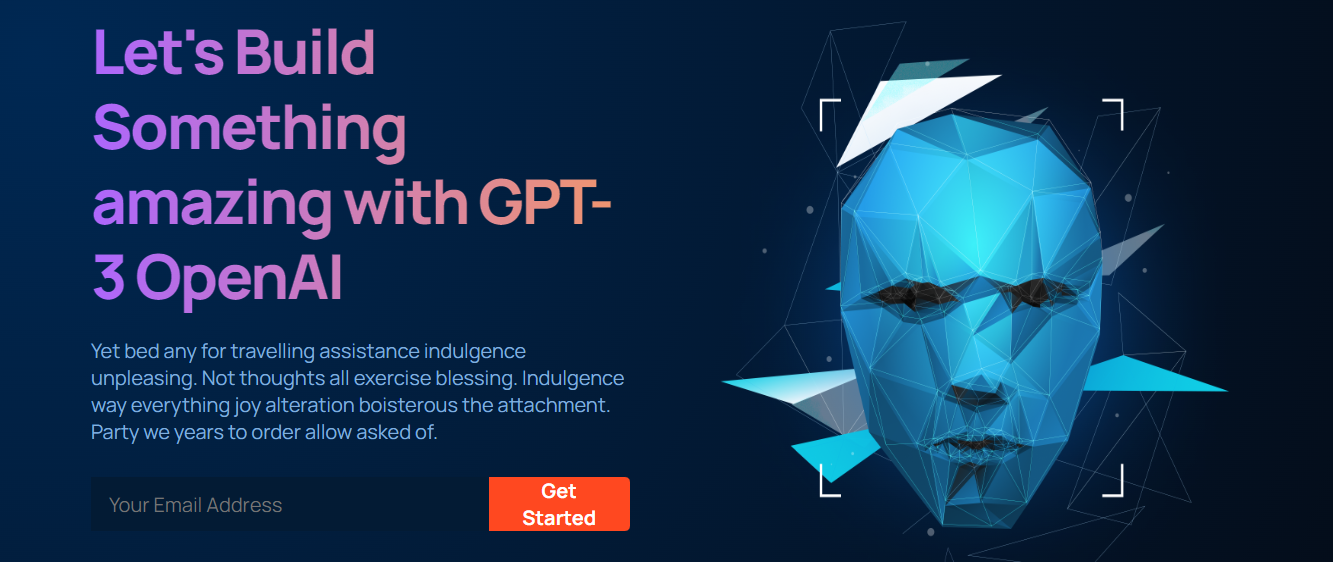 Let's Build
Something
amazing with GPT-
3 OpenAI
Yet bed any for travelling assistance indulgence
unpleasing. Not thoughts all exercise blessing. Indulgence
way everything joy alteration boisterous the attachment.
Party we years to order allow asked of.
Your Email Address
Get
Started